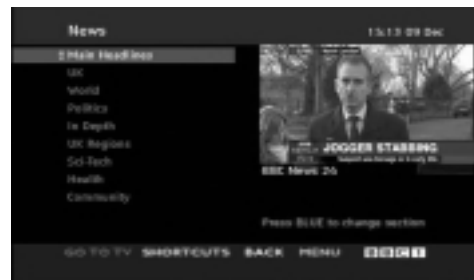 News 15:13 09 Dec
1 Main Headlines
UK
World
Politics
In Depth
UK Regions
Sci-Tech
Health
Community
JOGGER STABBING
BBC News 24
Press BLUE to change section
GO TO TV SHORTCUTS BACK MENU BBCi